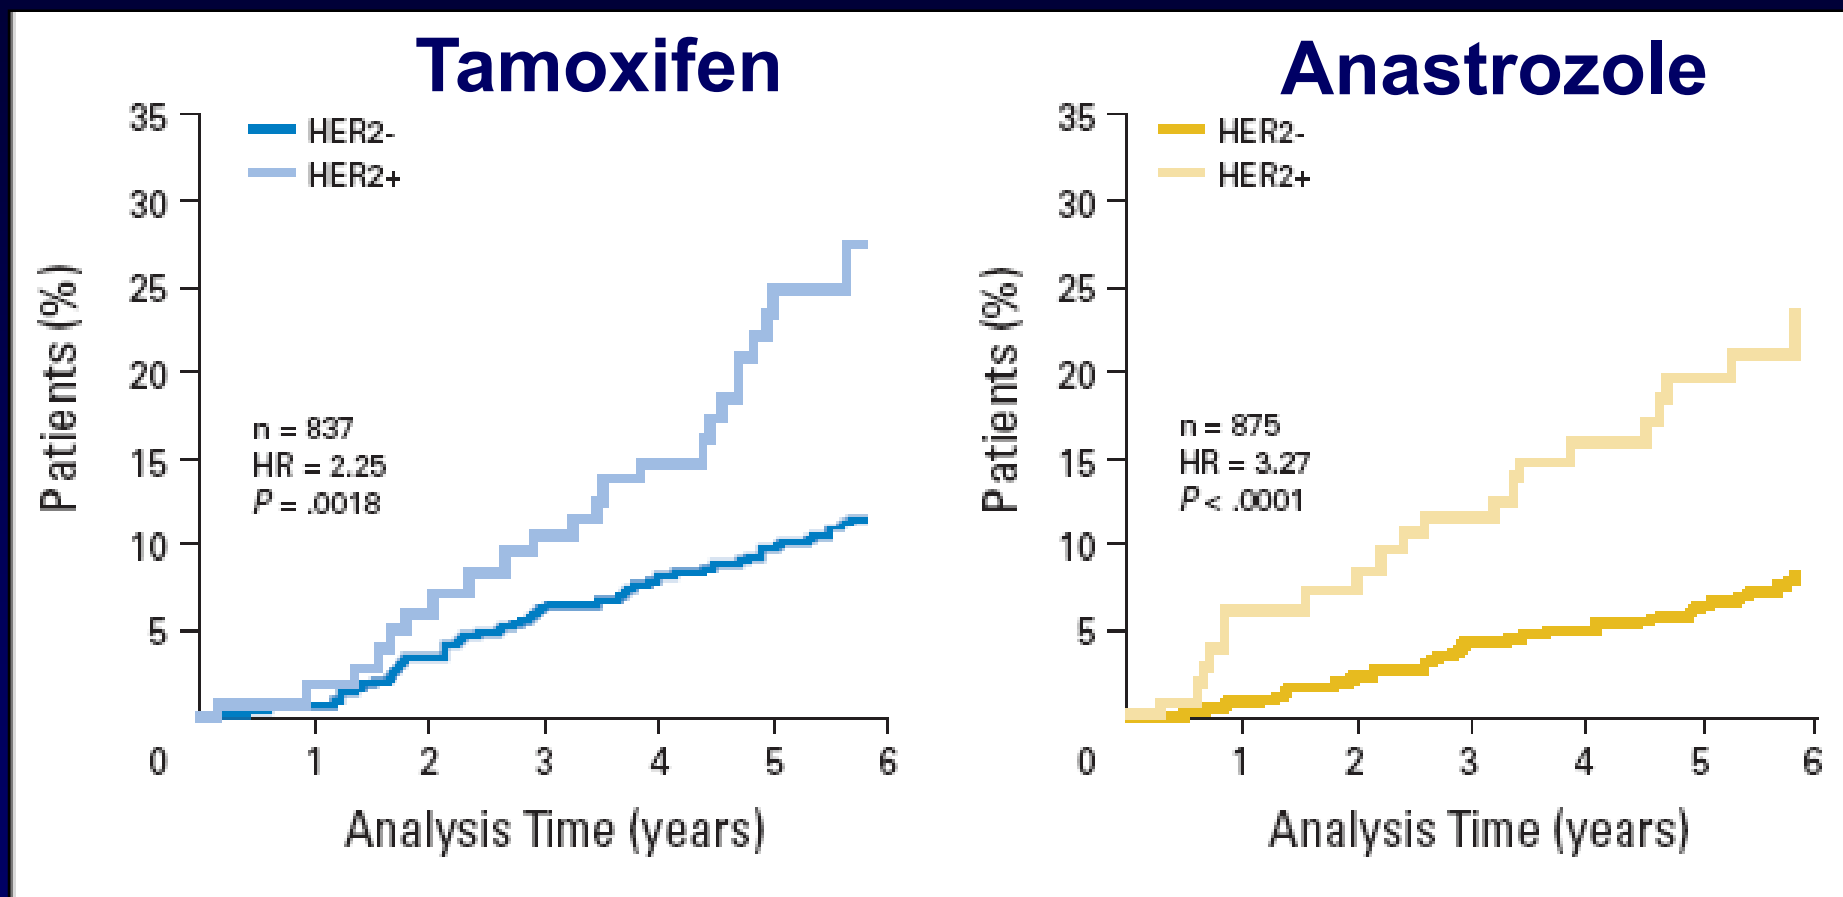 Tamoxifen
35
30
25
20
15
10
5
0
1 2 3 4 5 6
Patients (%)
Analysis Time (years)
HER2-
HER2+
n = 837
HR = 2.25
P = .0018
Anastrozole
35
30
25
20
15
10
5
0
1 2 3 4 5 6
Patients (%)
Analysis Time (years)
HER2-
HER2+
n = 875
HR = 3.27
P < .0001